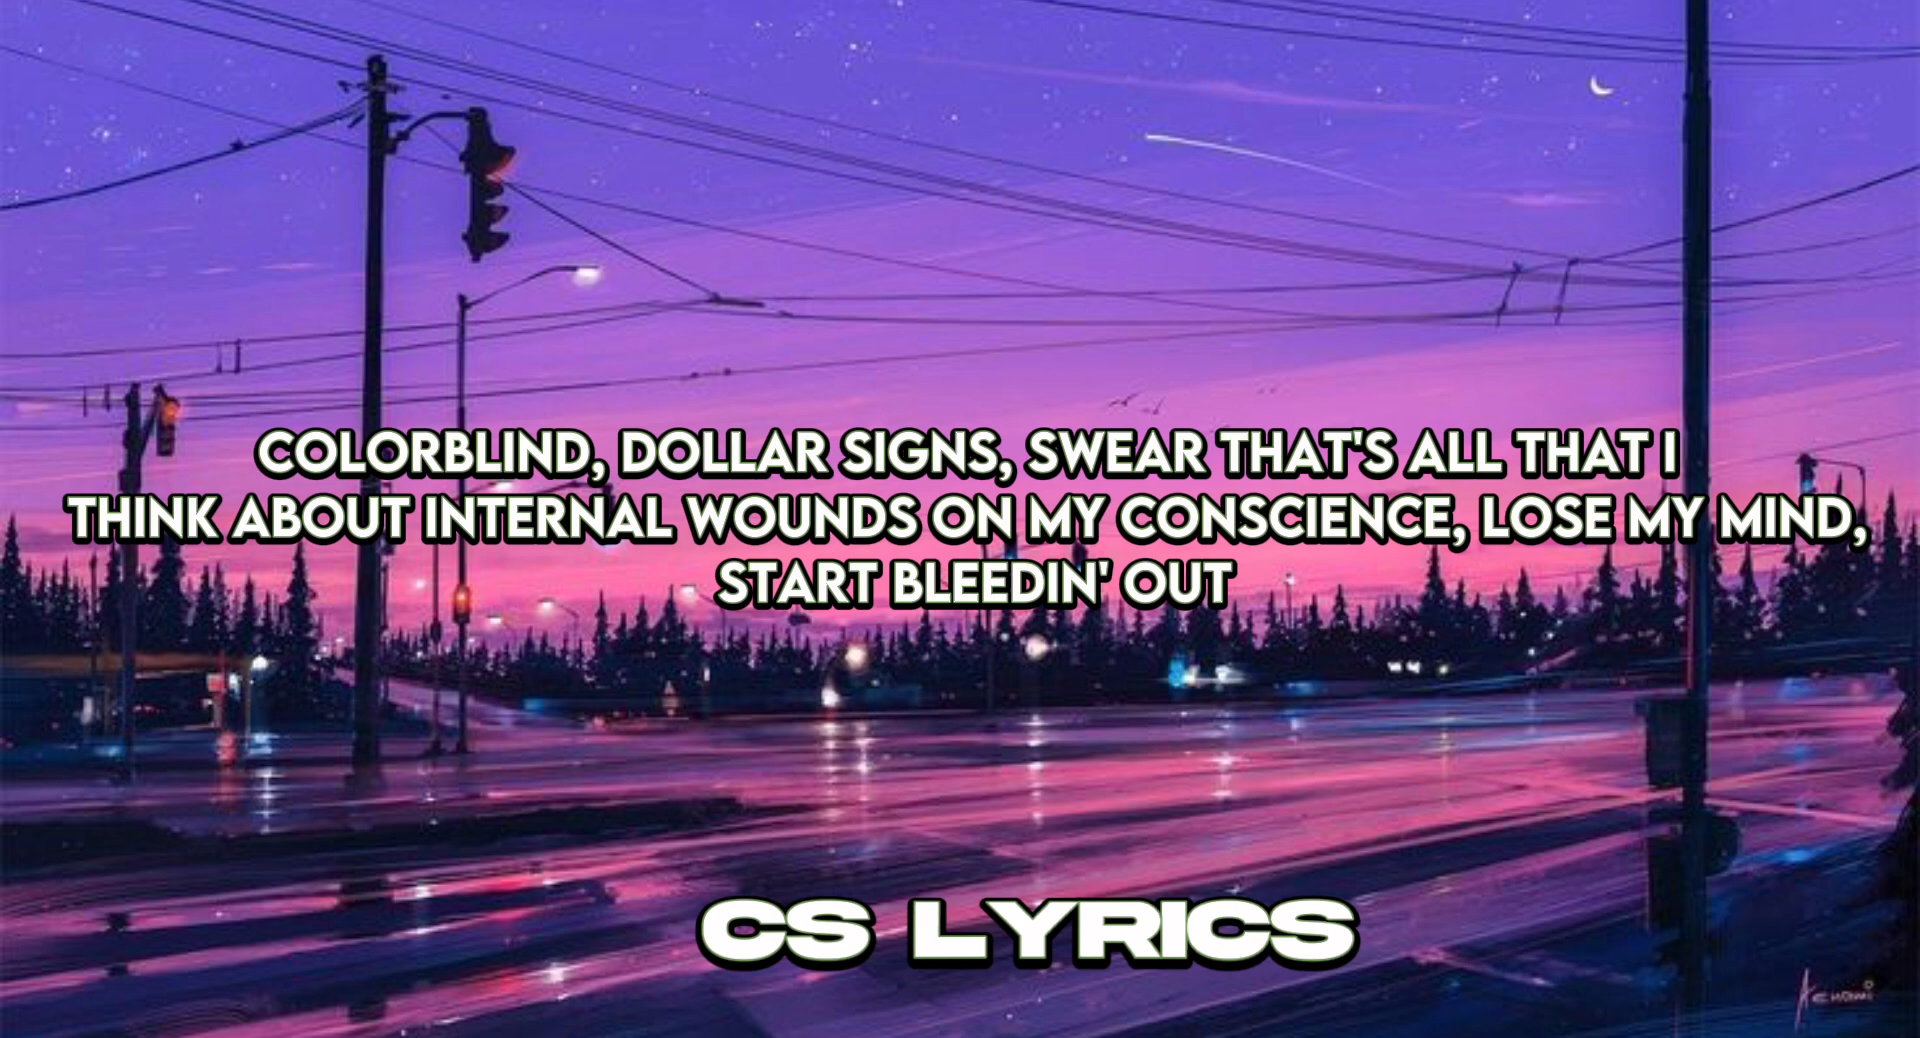 COLORBLIND, DOLLAR SIGNS, SWEAR THAT'S ALL THAT I
THINK ABOUT INTERNAL WOUNDS ON MY CONSCIENCE, LOSE MY MIND,
START BLEEDIN' OUT
CS LYRICS
Aenami